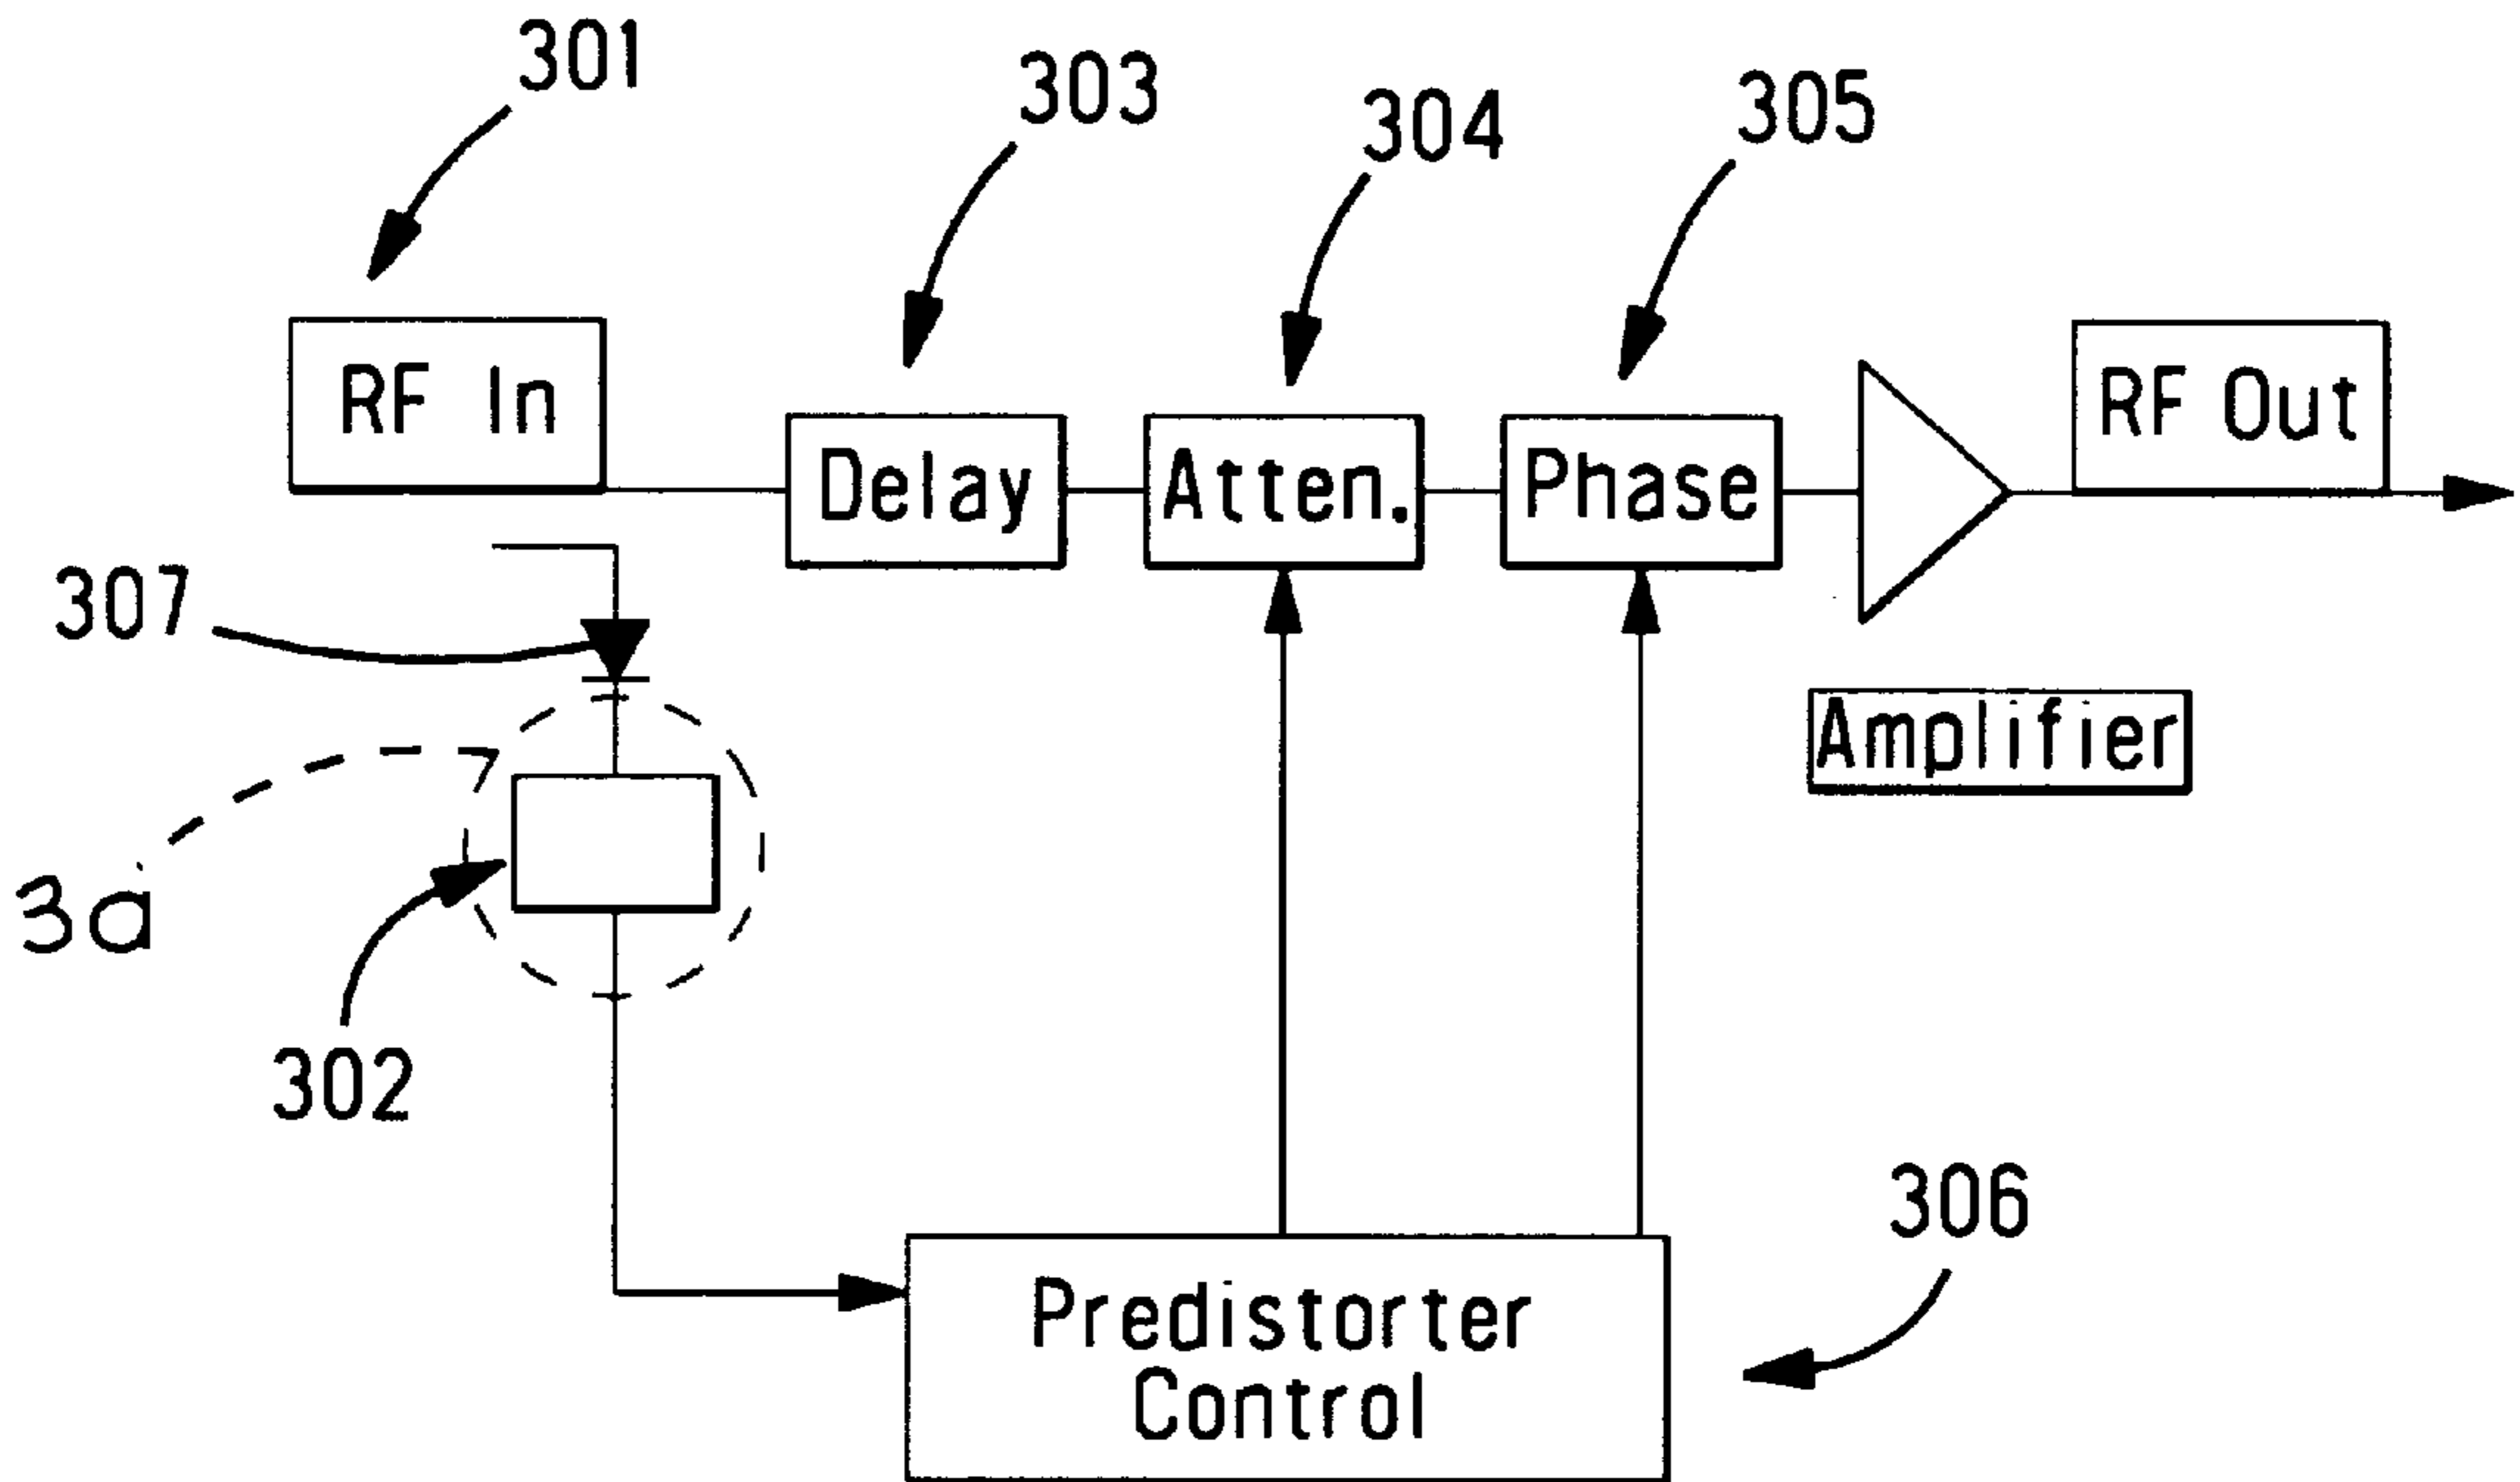 301
303
304
305
RF In
RF Out
Delay
Atten.
Phase
307
Amplifier
3a
302
306
Predistorter
Control